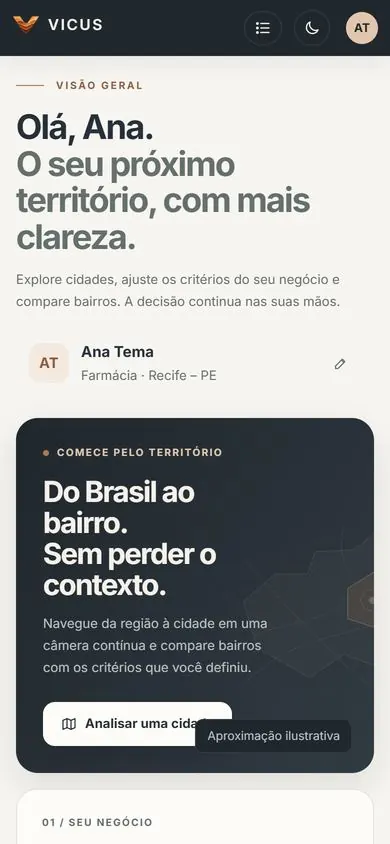 VICUS
AT
VISÃO GERAL
Olá, Ana.
O seu próximo
território, com mais
clareza.
Explore cidades, ajuste os critérios do seu negócio e
compare bairros. A decisão continua nas suas mãos.
AT
Ana Tema
Farmácia · Recife – PE
COMECE PELO TERRITÓRIO
Do Brasil ao
bairro.
Sem perder o
contexto.
Navegue da região à cidade em uma
câmera contínua e compare bairros
com os critérios que você definiu.
Analisar uma
Aproximação ilustrativa
01 / SEU NEGÓCIO